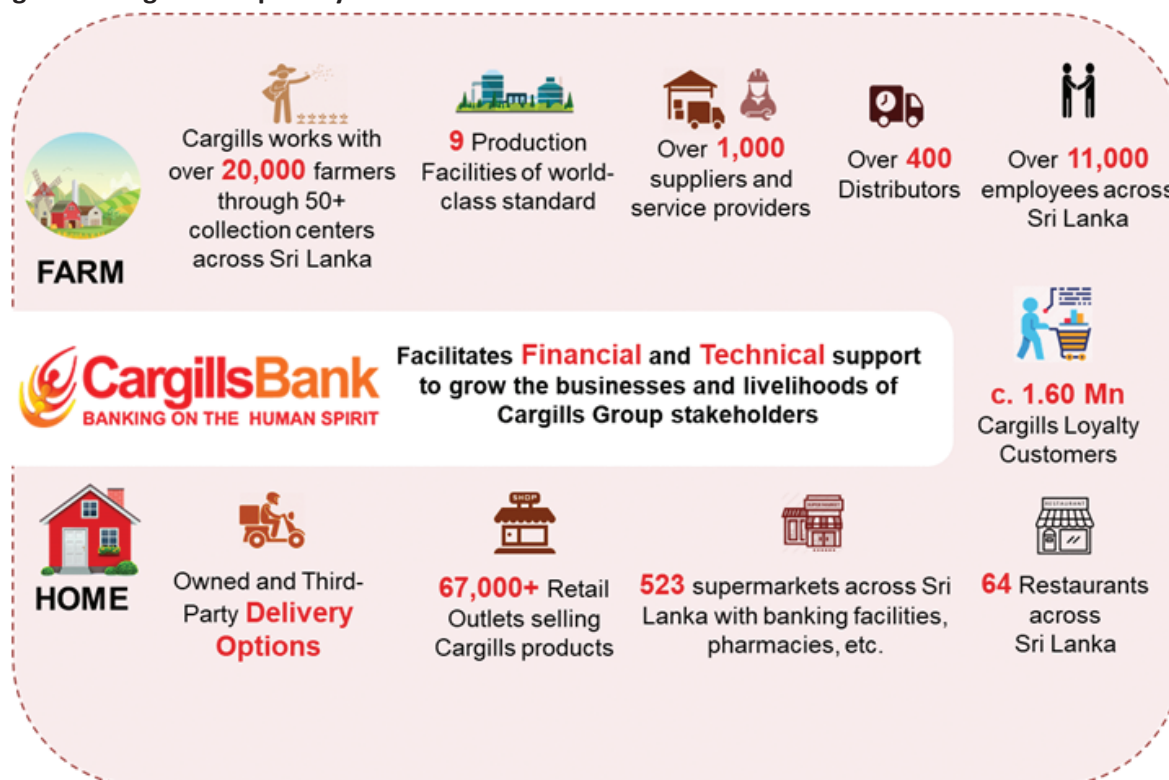 Cargills works with
over 20,000 farmers
through 50+
collection centers
across Sri Lanka
9 Production
Facilities of world-
class standard
Over 1,000
suppliers and
service providers
Over 400
Distributors
Over 11,000
employees across
Sri Lanka
FARM
CargillsBank
BANKING ON THE HUMAN SPIRIT
Facilitates Financial and Technical support
to grow the businesses and livelihoods of
Cargills Group stakeholders
c. 1.60 Mn
Cargills Loyalty
Customers
HOME
Owned and Third-
Party Delivery
Options
SHOP
67,000+ Retail
Outlets selling
Cargills products
SUPER MARKET
523 supermarkets across Sri
Lanka with banking facilities,
pharmacies, etc.
RESTAURANT
64 Restaurants
across
Sri Lanka